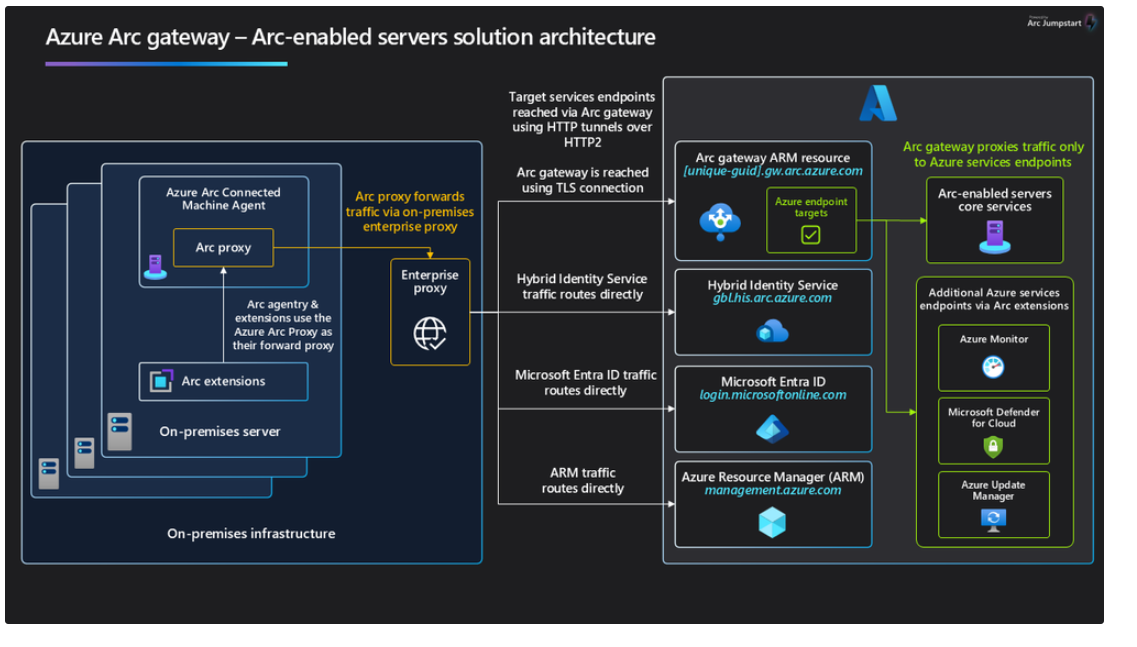 Powered by
Arc Jumpstart
Azure Arc gateway – Arc-enabled servers solution architecture
Target services endpoints
reached via Arc gateway
using HTTP tunnels over
HTTP2
Arc gateway is reached
using TLS connection
Azure Arc Connected
Machine Agent
Arc proxy
Arc proxy forwards
traffic via on-premises
enterprise proxy
Enterprise
proxy
Arc agentry &
extensions use the
Azure Arc Proxy as
their forward proxy
Arc extensions
On-premises server
On-premises infrastructure
Hybrid Identity Service
traffic routes directly
Microsoft Entra ID traffic
routes directly
ARM traffic
routes directly
Arc gateway ARM resource
[unique-guid].gw.arc.azure.com
Azure endpoint
targets
Hybrid Identity Service
gbl.his.arc.azure.com
Microsoft Entra ID
login.microsoftonline.com
Azure Resource Manager (ARM)
management.azure.com
Arc gateway proxies traffic only
to Azure services endpoints
Arc-enabled servers
core services
Additional Azure services
endpoints via Arc extensions
Azure Monitor
Microsoft Defender
for Cloud
Azure Update
Manager